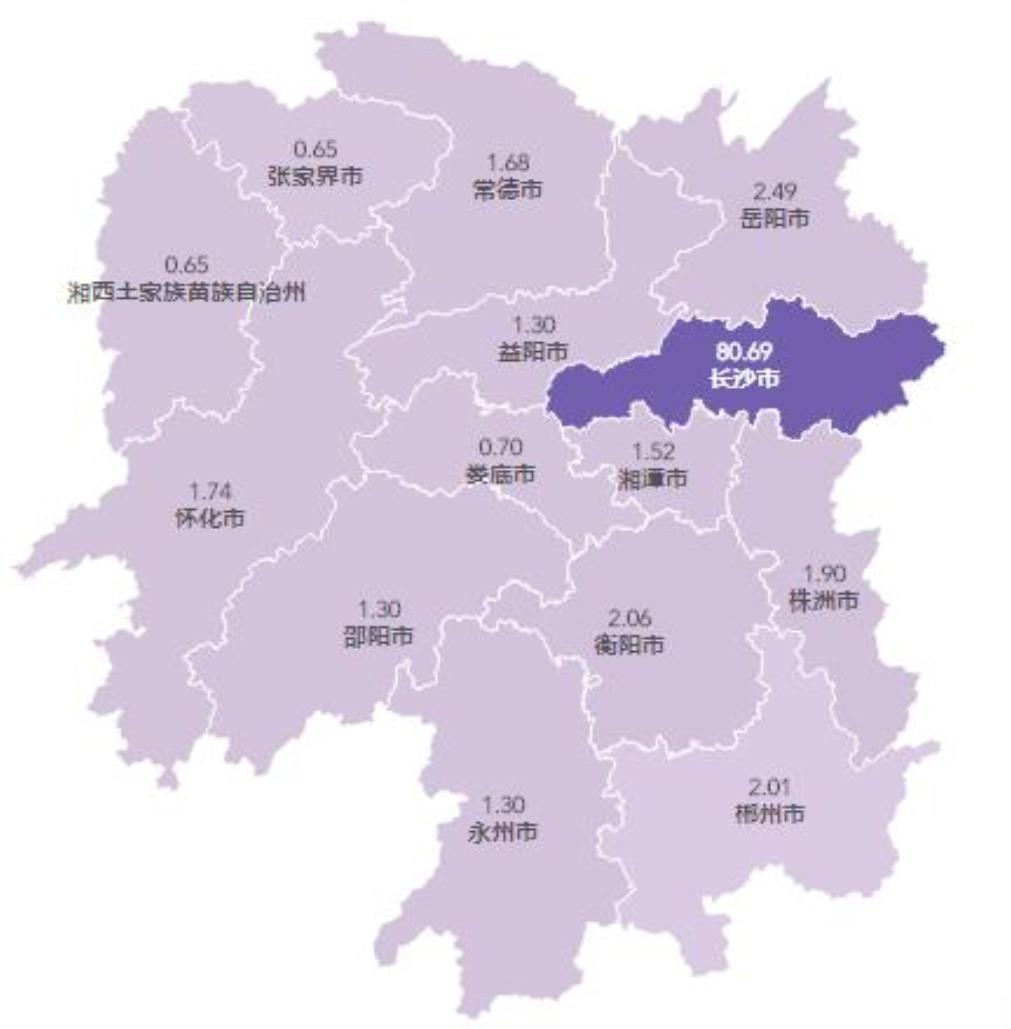 0.65
张家界市
1.68
常德市
2.49
岳阳市
0.65
湘西土家族苗族自治州
1.30
益阳市
80.69
长沙市
0.70
娄底市
1.52
湘潭市
1.74
怀化市
1.90
株洲市
1.30
邵阳市
2.06
衡阳市
2.01
郴州市
1.30
永州市